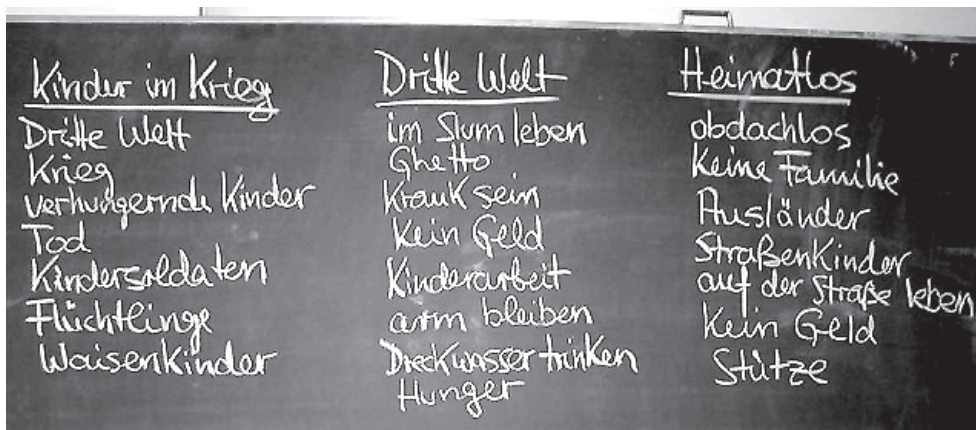 Kinder im Krieg
Dritte Welt
Krieg
verhungernde Kinder
Tod
Kindersoldaten
Flüchtlinge
Waisenkinder
Dritte Welt
im Slum leben
Ghetto
Krank sein
Kein Geld
Kinderarbeit
arm bleiben
Dreckwasser trinken
Hunger
Heimatlos
obdachlos
Keine Familie
Ausländer
Straßenkinder
auf der Straße leben
Kein Geld
Stütze